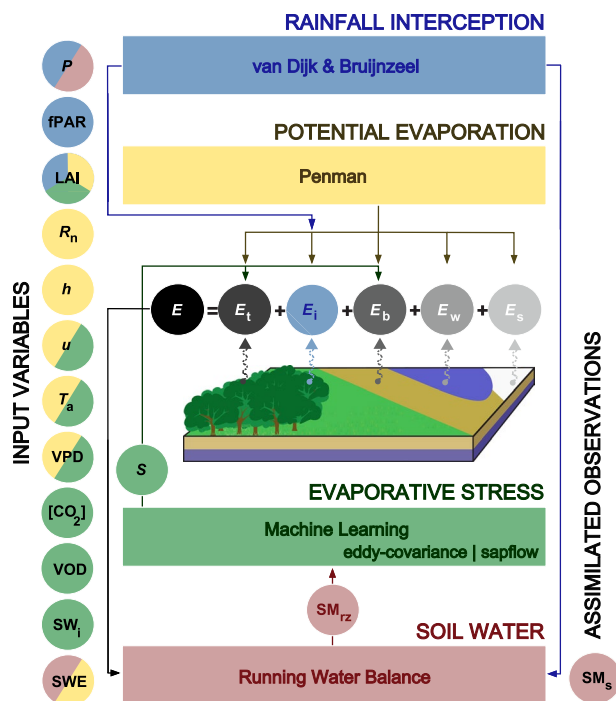 RAINFALL INTERCEPTION
van Dijk & Bruijnzeel
POTENTIAL EVAPORATION
Penman
INPUT VARIABLES
P
fPAR
LAI
Rn
h
u
Ta
VPD
[CO2]
VOD
SWi
SWE
E = Et + Ei + Eb + Ew + Es
S
EVAPORATIVE STRESS
Machine Learning
eddy-covariance | sapflow
SMrz
SOIL WATER
Running Water Balance
ASSIMILATED OBSERVATIONS
SMs